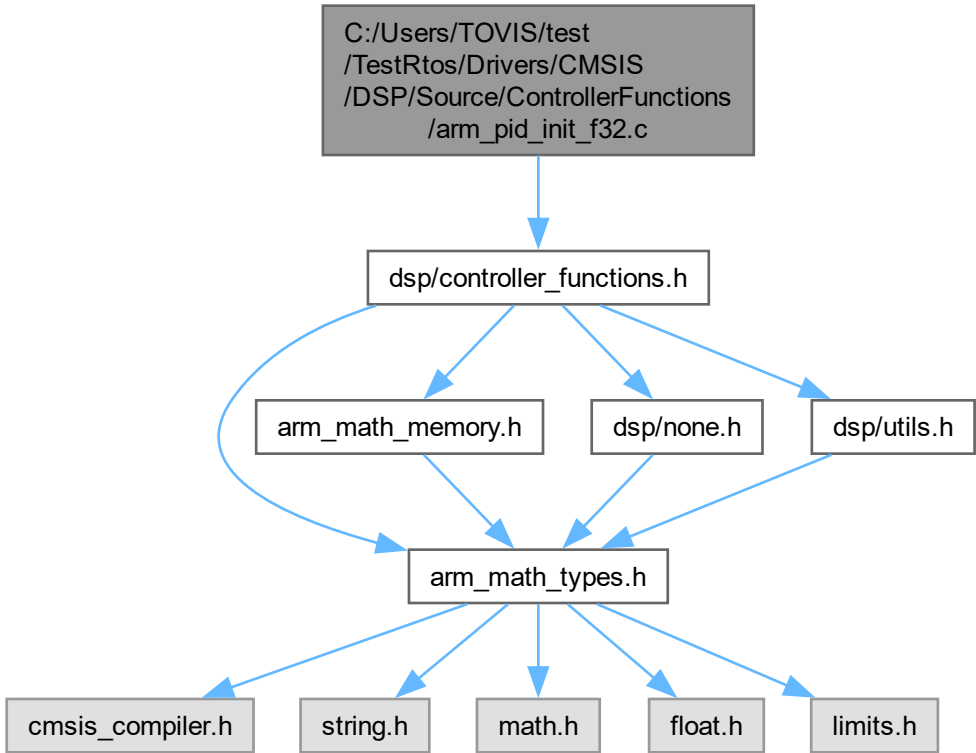 C:/Users/TOVIS/test
/TestRtos/Drivers/CMSIS
/DSP/Source/ControllerFunctions
/arm_pid_init_f32.c
dsp/controller_functions.h
arm_math_memory.h
dsp/none.h
dsp/utils.h
arm_math_types.h
cmsis_compiler.h
string.h
math.h
float.h
limits.h